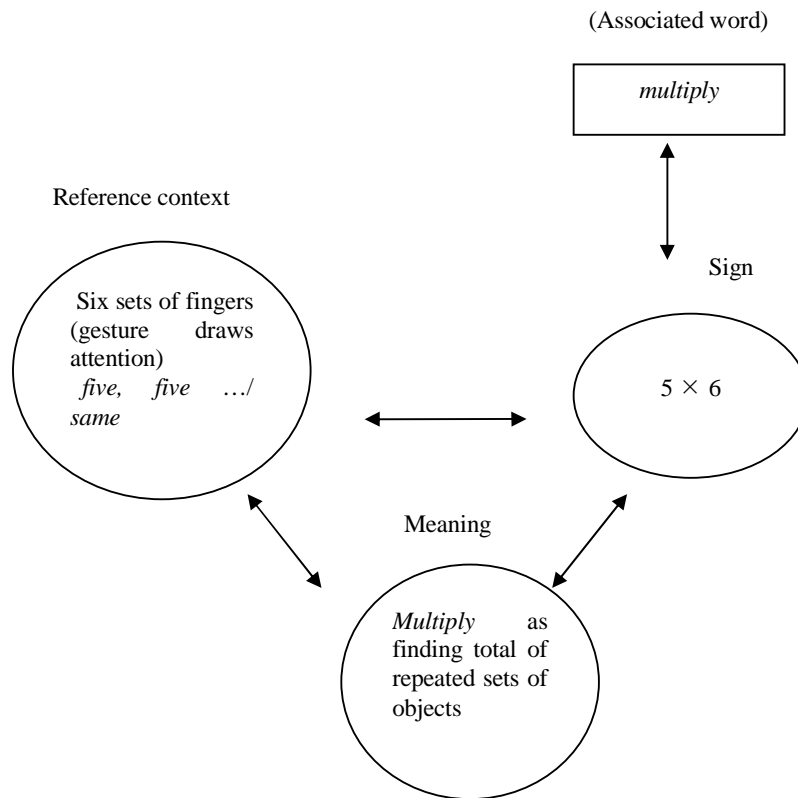 (Associated word)
multiply
Reference context
Sign
Six sets of fingers
(gesture draws
attention)
five, five …/
same
5 × 6
Meaning
Multiply as
finding total of
repeated sets of
objects